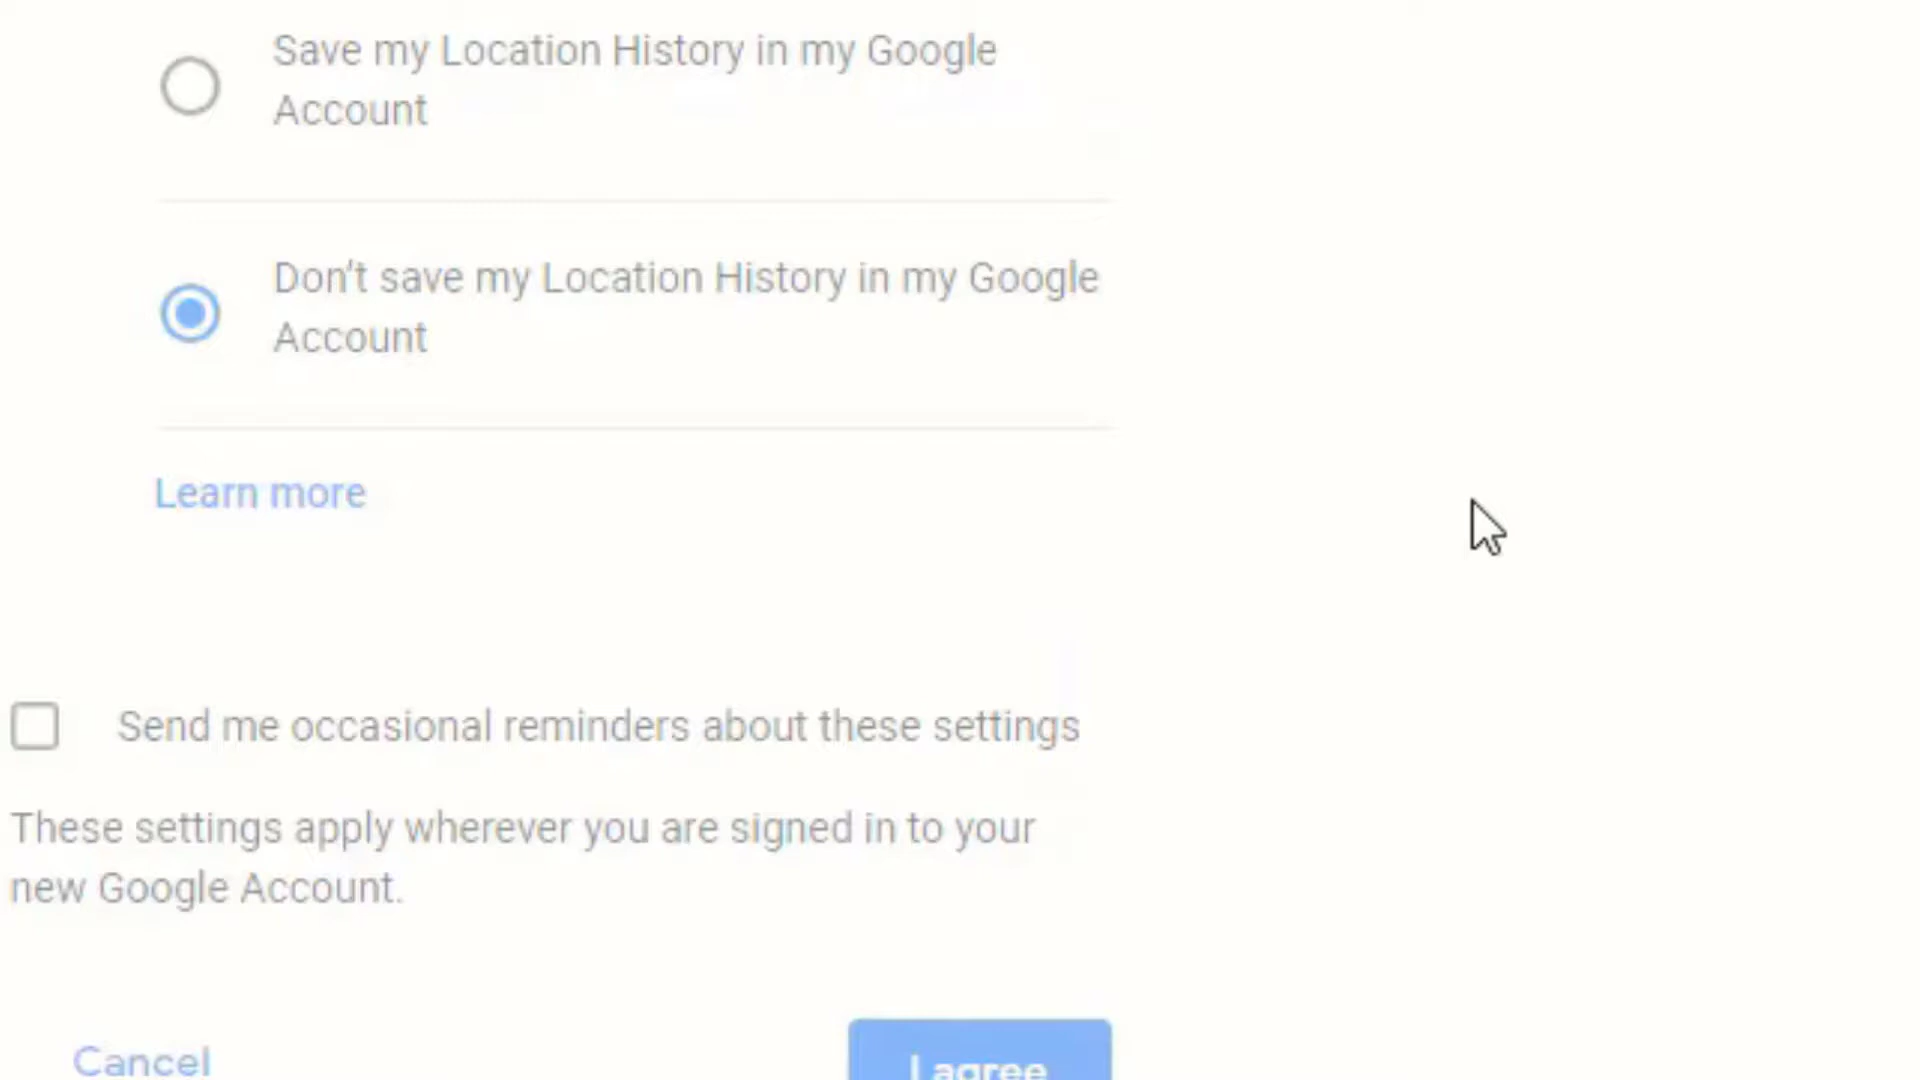 Save my Location History in my Google
Account
Don't save my Location History in my Google
Account
Learn more
Send me occasional reminders about these settings
These settings apply wherever you are signed in to your
new Google Account.
Cancel
I agree